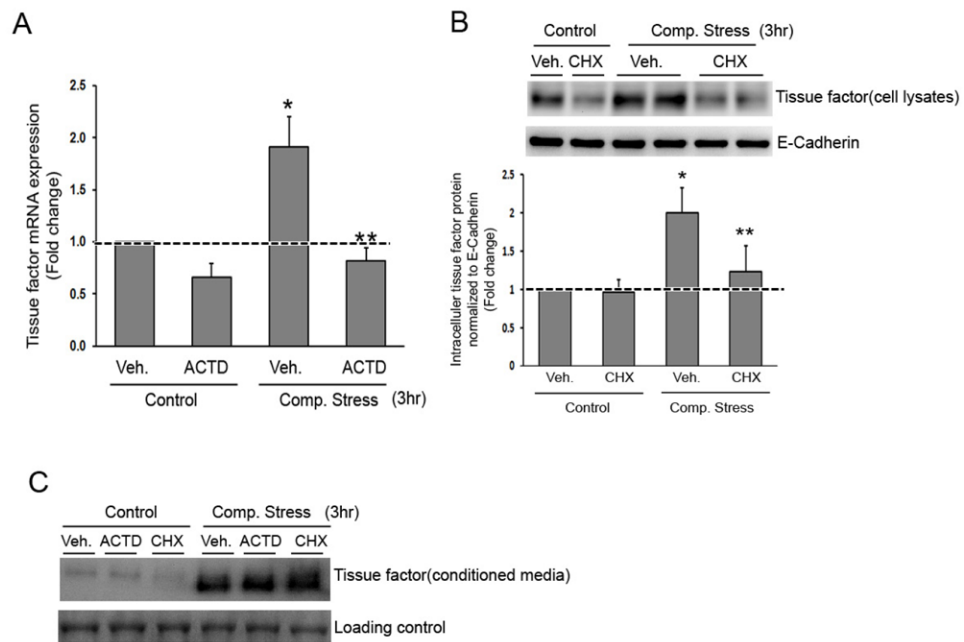 A
Tissue factor mRNA expression
(Fold change)
2.5
2.0
1.5
1.0
0.5
0.0
*
**
Veh. ACTD Veh. ACTD
Control Comp. Stress (3hr)
B
Control Comp. Stress (3hr)
Veh. CHX Veh. CHX
Tissue factor(cell lysates)
E-Cadherin
Intracelluler tissue factor protein
normalized to E-Cadherin
(Fold change)
2.5
2
1.5
1
0.5
0
*
**
Veh. CHX Veh. CHX
Control Comp. Stress
C
Control Comp. Stress (3hr)
Veh. ACTD CHX Veh. ACTD CHX
Tissue factor(conditioned media)
Loading control